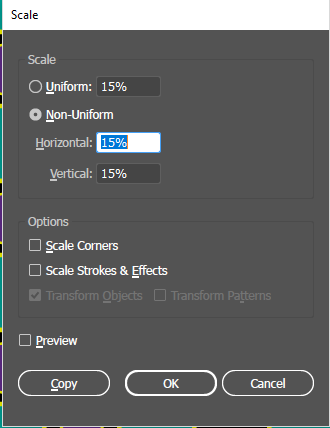 Scale
Scale
Uniform: 15%
Non-Uniform
Horizontal: 15%
Vertical: 15%
Options
Scale Corners
Scale Strokes & Effects
Transform Objects Transform Patterns
Preview
Copy OK Cancel